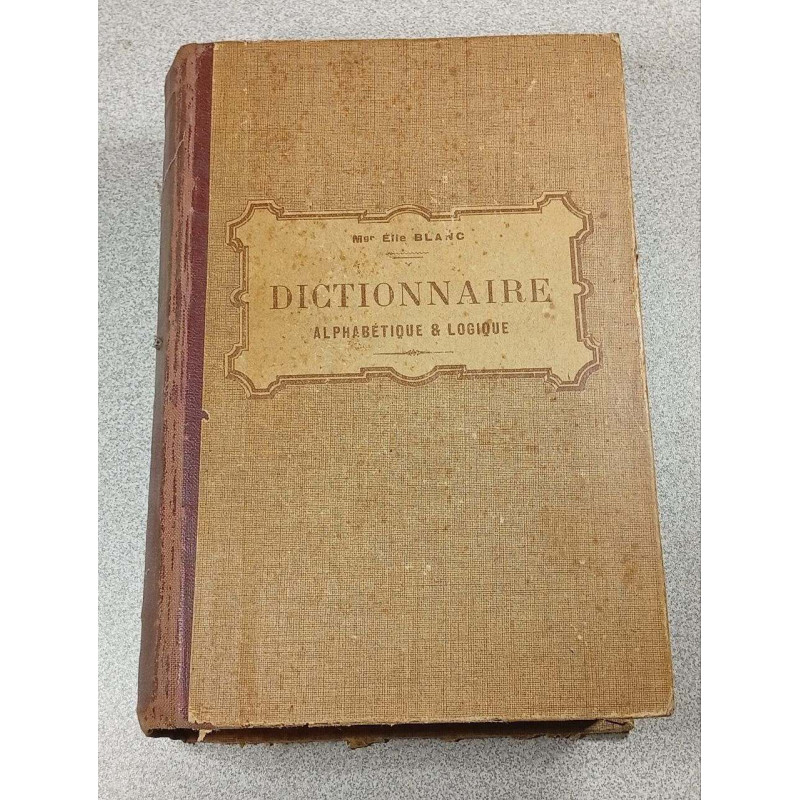 Mgr Élie BLANC
DICTIONNAIRE
ALPHABÉTIQUE & LOGIQUE